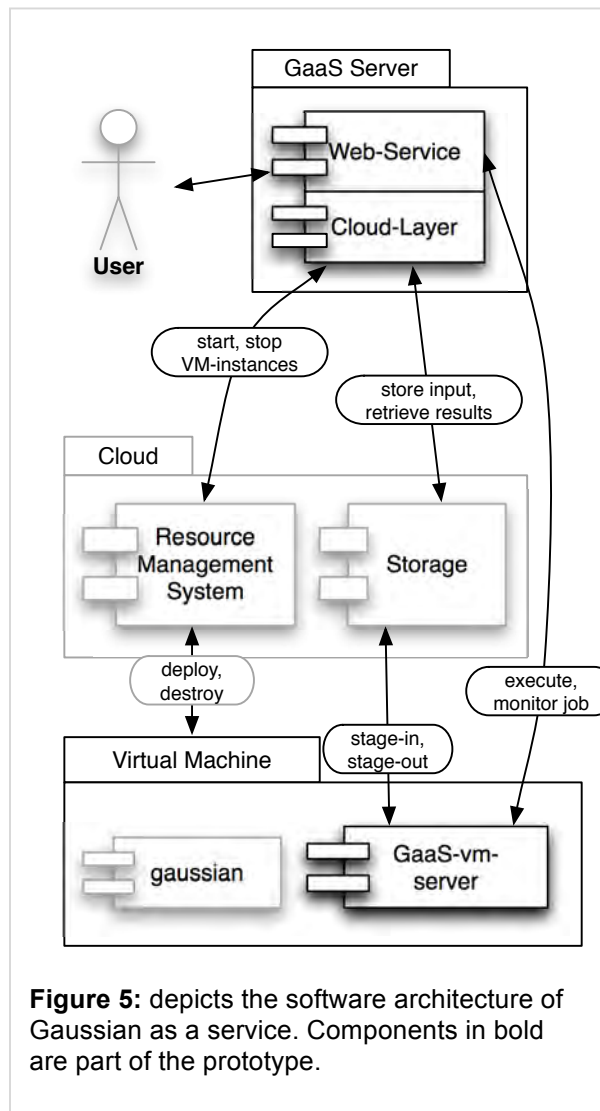 GaaS Server
Web-Service
Cloud-Layer
User
start, stop
VM-instances
store input,
retrieve results
Cloud
Resource
Management
System
Storage
deploy,
destroy
execute,
monitor job
stage-in,
stage-out
Virtual Machine
gaussian
GaaS-vm-
server
Figure 5: depicts the software architecture of
Gaussian as a service. Components in bold
are part of the prototype.